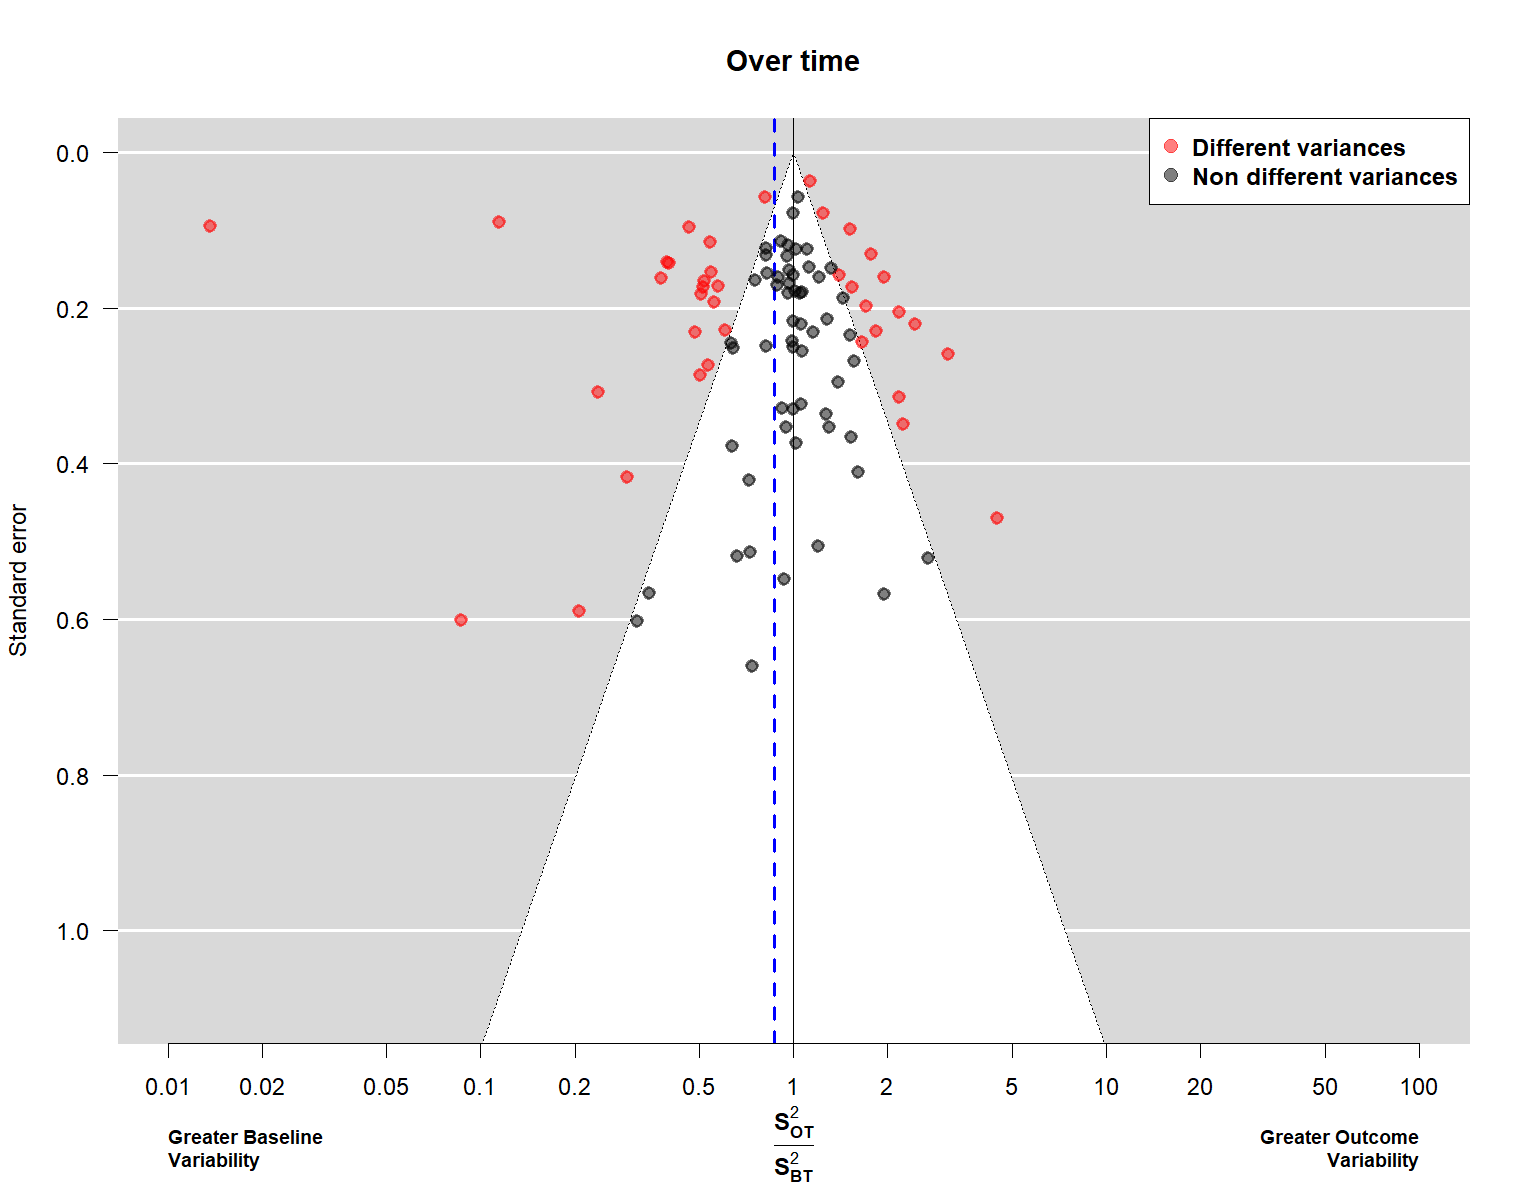 Over time
Different variances
Non different variances
Standard error
0.0
0.2
0.4
0.6
0.8
1.0
0.01 0.02 0.05 0.1 0.2 0.5 1 2 5 10 20 50 100
S²OT
S²BT
Greater Baseline
Variability
Greater Outcome
Variability